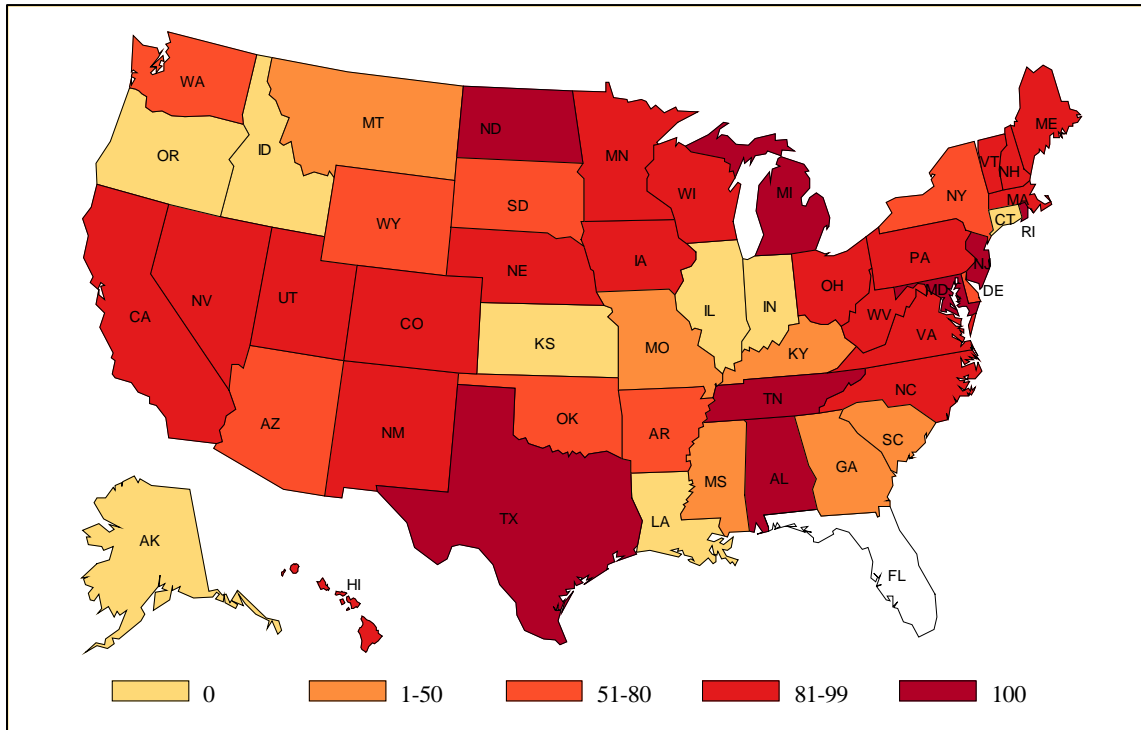 ME
WA
MT
ND
MN
VT
NH
OR
ID
WI
MI
MA
NY
SD
WY
CT
RI
PA
NE
IA
NJ
OH
DE
MD
NV
UT
IL
IN
CA
CO
WV
VA
KS
MO
KY
NC
TN
AZ
OK
NM
AR
SC
GA
MS
AL
TX
LA
AK
FL
HI
0 1-50 51-80 81-99 100